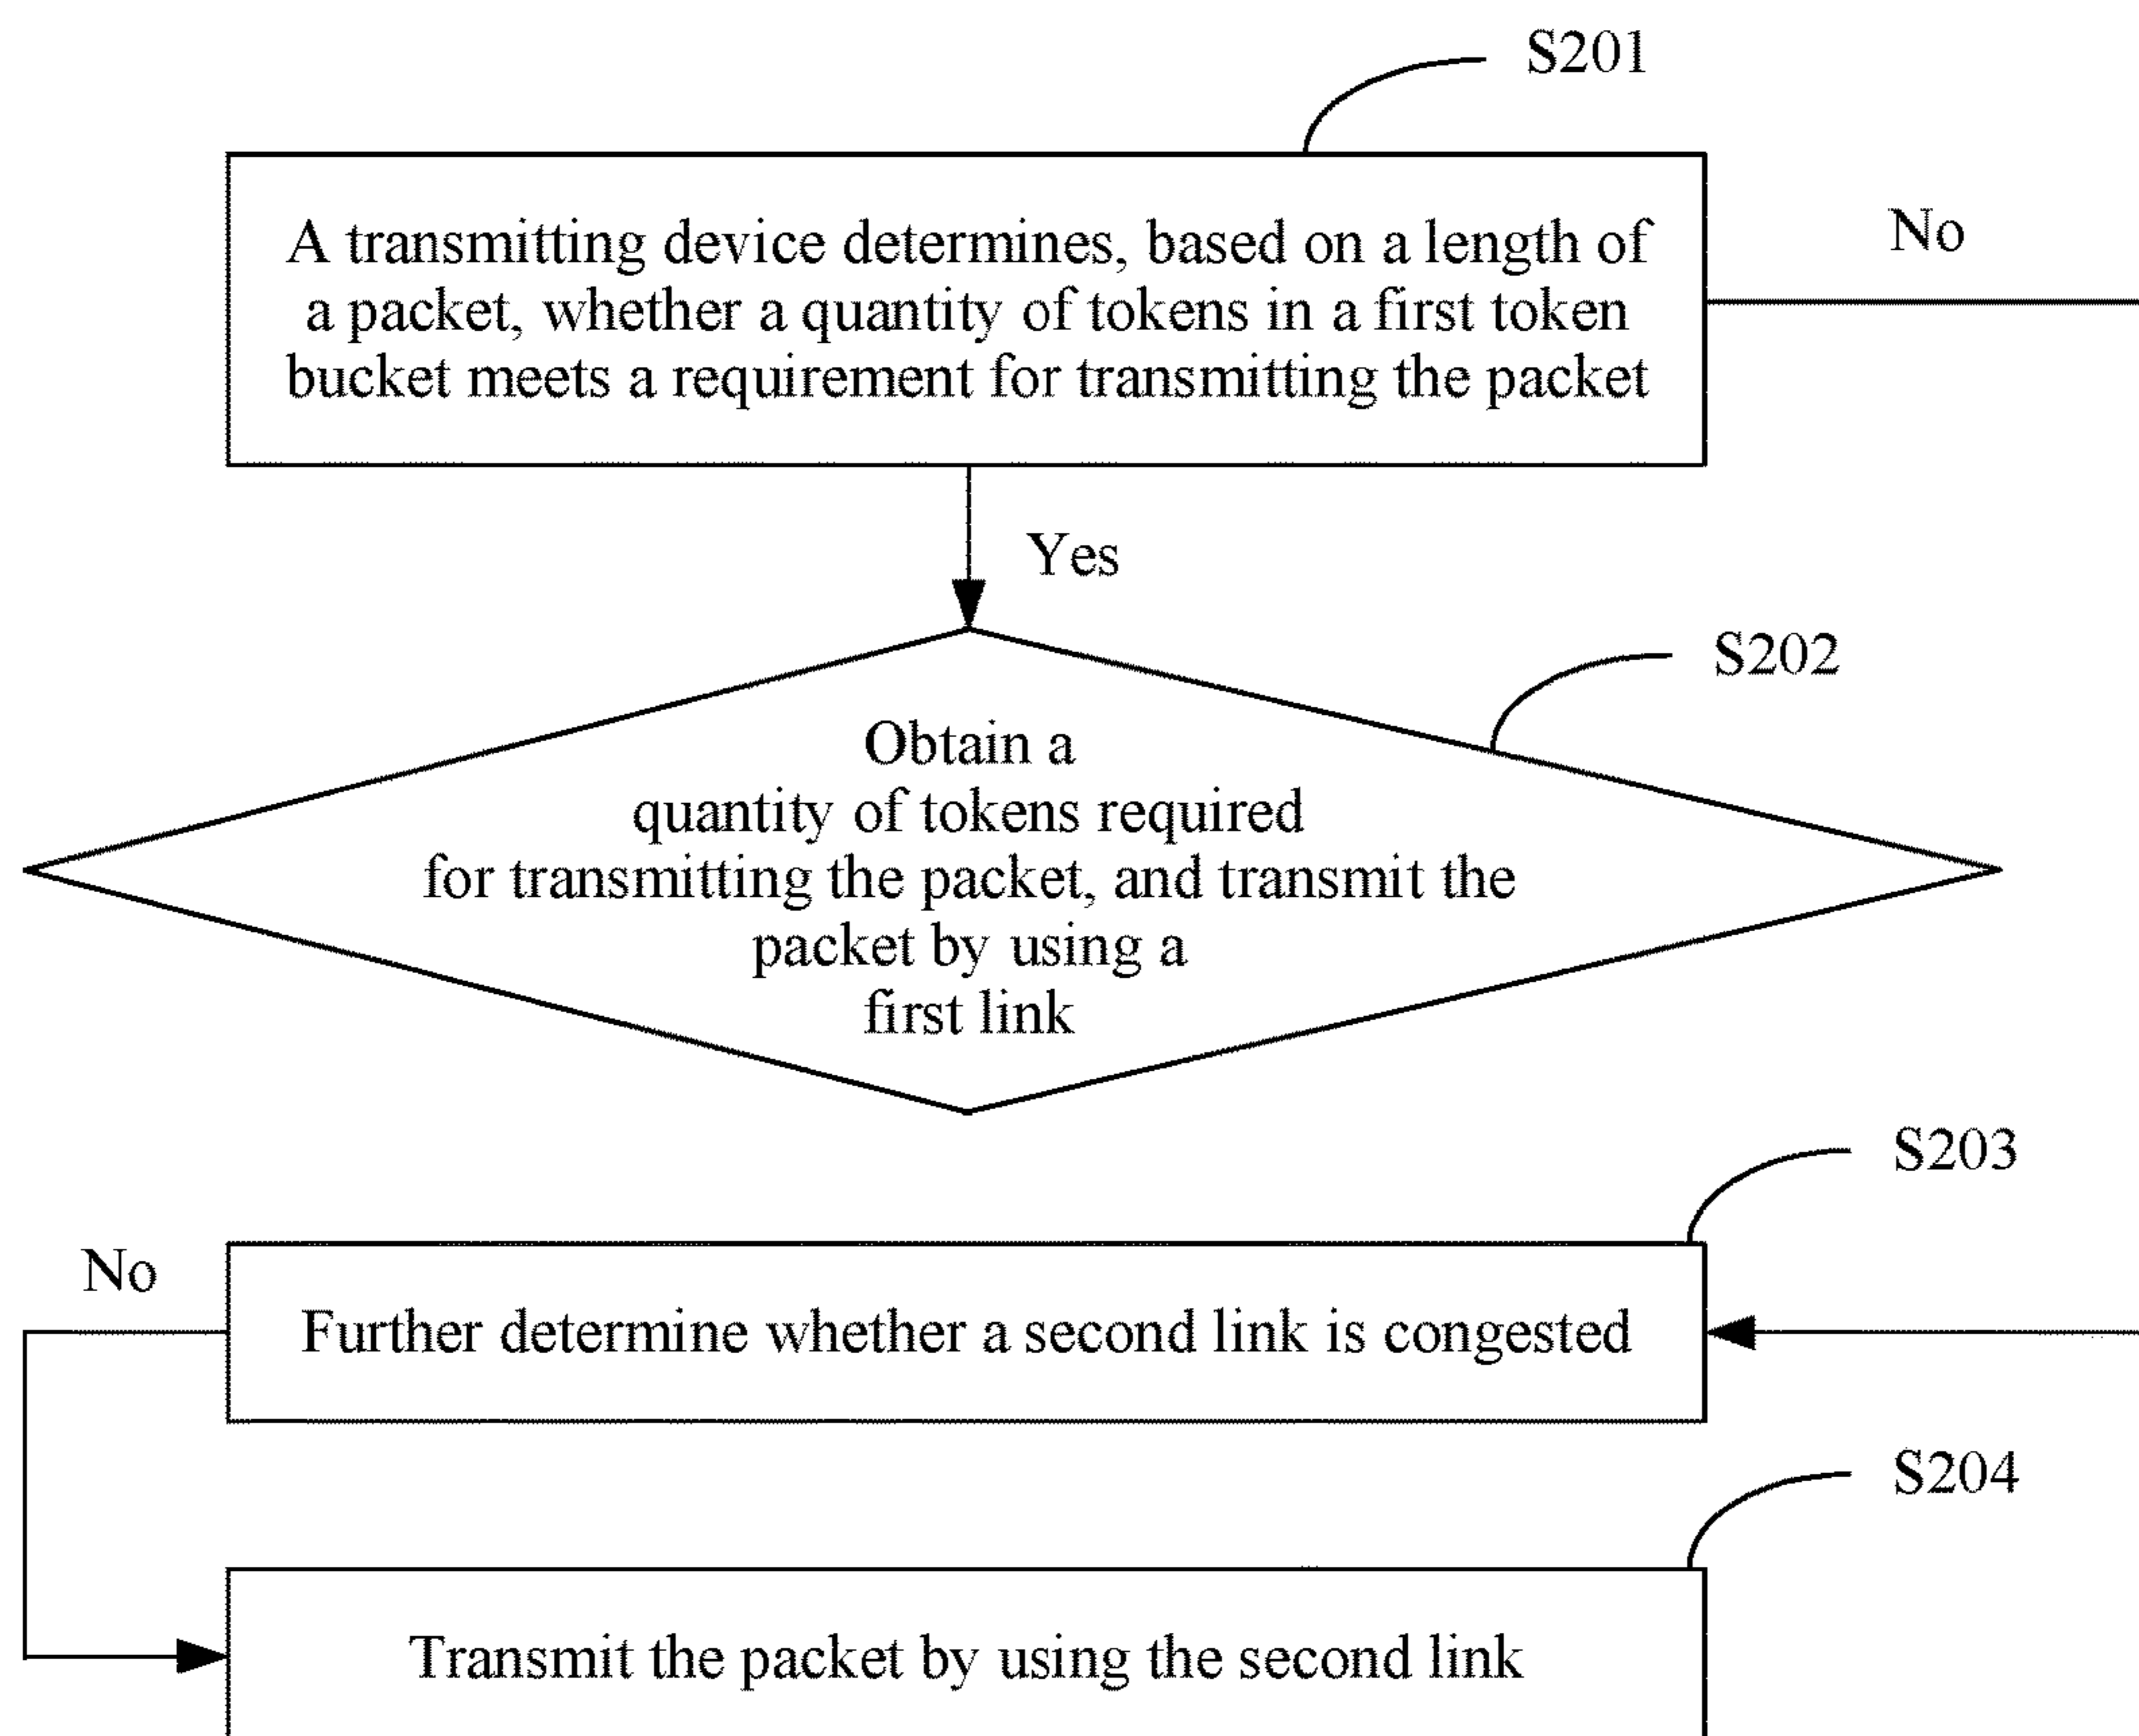 S201
A transmitting device determines, based on a length of
a packet, whether a quantity of tokens in a first token
bucket meets a requirement for transmitting the packet
No
Yes
S202
Obtain a
quantity of tokens required
for transmitting the packet, and transmit the
packet by using a
first link
S203
No
Further determine whether a second link is congested
S204
Transmit the packet by using the second link